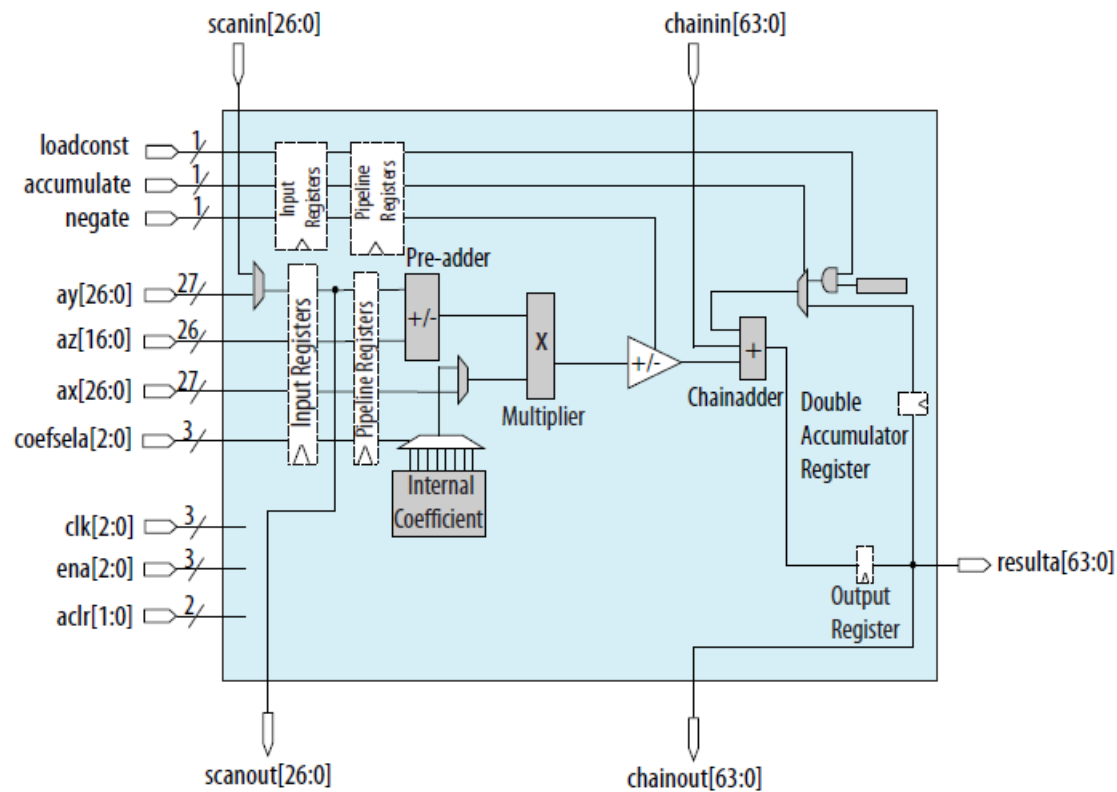 scanin[26:0]
chainin[63:0]
loadconst
1
accumulate
1
negate
1
Input
Registers
Pipeline
Registers
Pre-adder
ay[26:0]
27
az[16:0]
26
ax[26:0]
27
coefsela[2:0]
3
Input Registers
Pipeline Registers
+/-
X
Multiplier
+/-
+
Chainadder
Double
Accumulator
Register
Internal
Coefficient
clk[2:0]
3
ena[2:0]
3
aclr[1:0]
2
resulta[63:0]
Output
Register
scanout[26:0]
chainout[63:0]